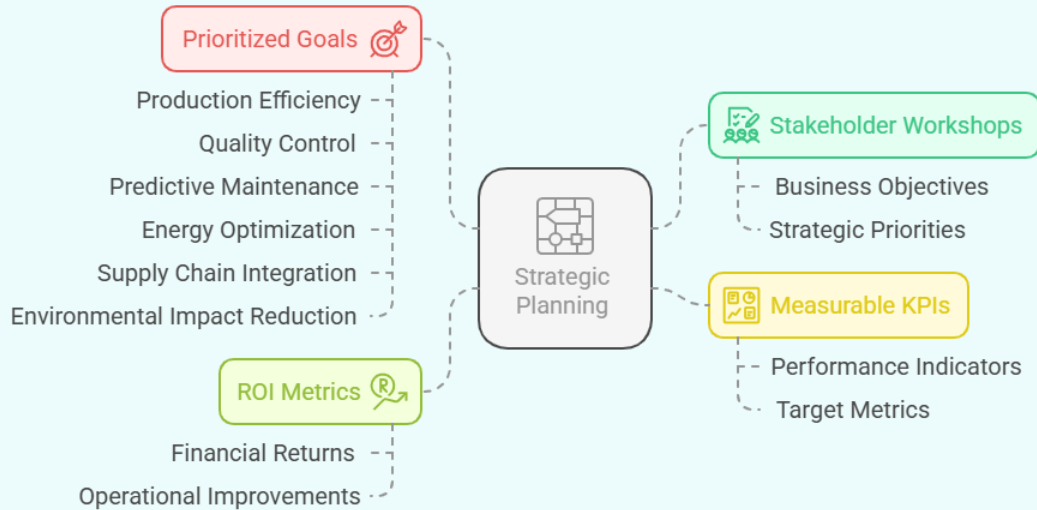 Prioritized Goals
Production Efficiency
Quality Control
Predictive Maintenance
Energy Optimization
Supply Chain Integration
Environmental Impact Reduction
ROI Metrics
R
Financial Returns
Operational Improvements
Strategic
Planning
Stakeholder Workshops
Business Objectives
Strategic Priorities
Measurable KPIs
Performance Indicators
Target Metrics